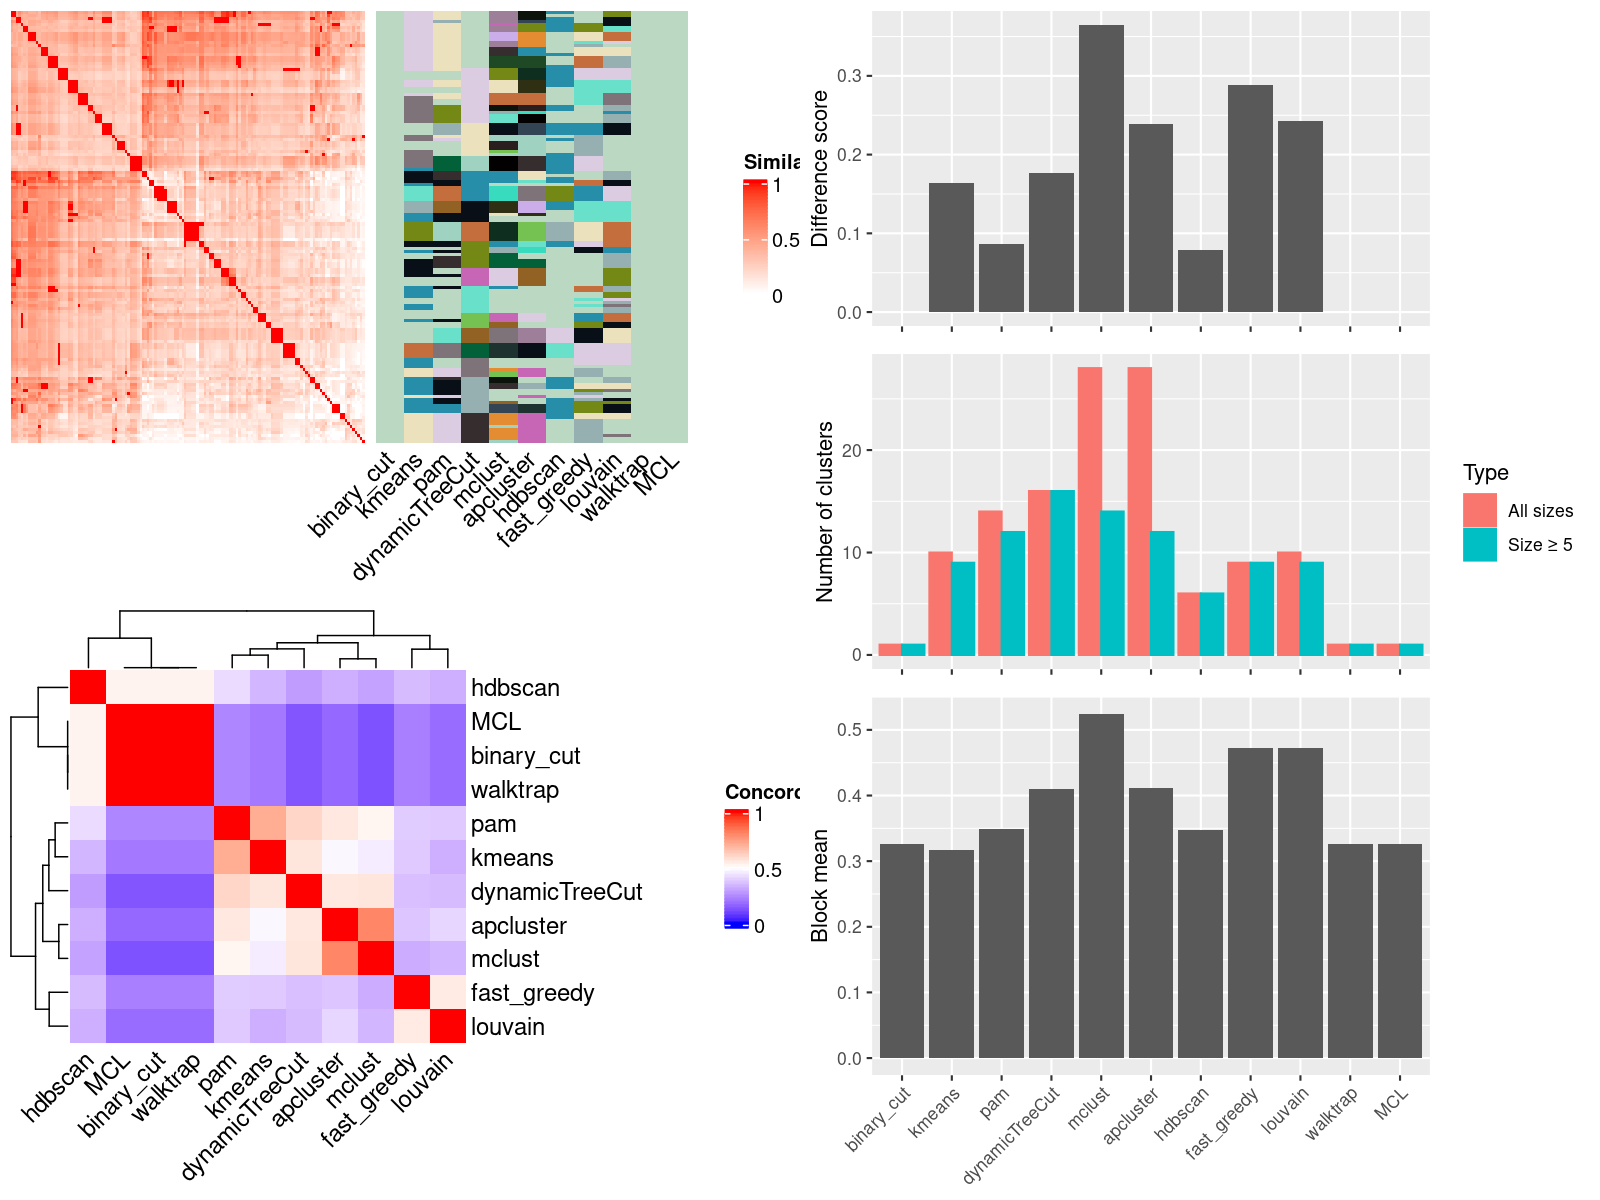 Simila
1
0.5
0
binary_cut
kmeans
pam
dynamicTreeCut
mclust
apcluster
hdbscan
fast_greedy
louvain
walktrap
MCL
hdbscan
MCL
binary_cut
walktrap
pam
kmeans
dynamicTreeCut
apcluster
mclust
fast_greedy
louvain
hdbscan
MCL
binary_cut
walktrap
pam
kmeans
dynamicTreeCut
apcluster
mclust
fast_greedy
louvain
Concord
1
0.5
0
Difference score
0.3
0.2
0.1
0.0
Number of clusters
20
10
0
Type
All sizes
Size ≥ 5
Block mean
0.5
0.4
0.3
0.2
0.1
0.0
binary_cut
kmeans
pam
dynamicTreeCut
mclust
apcluster
hdbscan
fast_greedy
louvain
walktrap
MCL